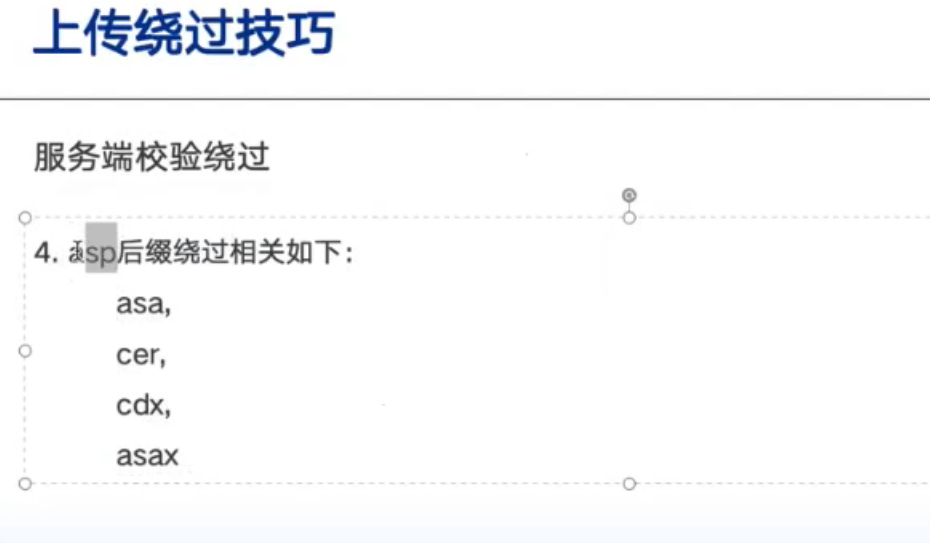 上传绕过技巧
服务端校验绕过
4. asp后缀绕过相关如下：
asa,
cer,
cdx,
asax